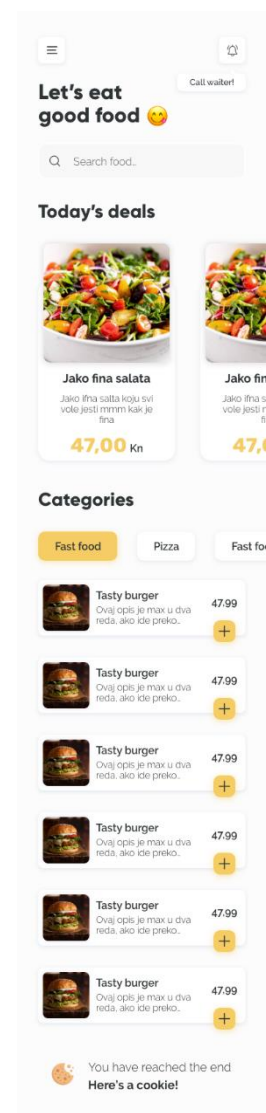 Call waiter!
Let's eat
good food 😋
Search food..
Today's deals
Jako fina salata
Jako ifna salta koju svi
vole jesti mmm kak je
fina
47,00 Kn
Jako fin
Jako ifna s
vole jesti r
fi
47,0
Categories
Fast food
Pizza
Fast foo
Tasty burger
Ovaj opis je max u dva
reda, ako ide preko..
47.99
Tasty burger
Ovaj opis je max u dva
reda, ako ide preko..
47.99
Tasty burger
Ovaj opis je max u dva
reda, ako ide preko..
47.99
Tasty burger
Ovaj opis je max u dva
reda, ako ide preko..
47.99
Tasty burger
Ovaj opis je max u dva
reda, ako ide preko..
47.99
Tasty burger
Ovaj opis je max u dva
reda, ako ide preko..
47.99
You have reached the end
Here's a cookie!